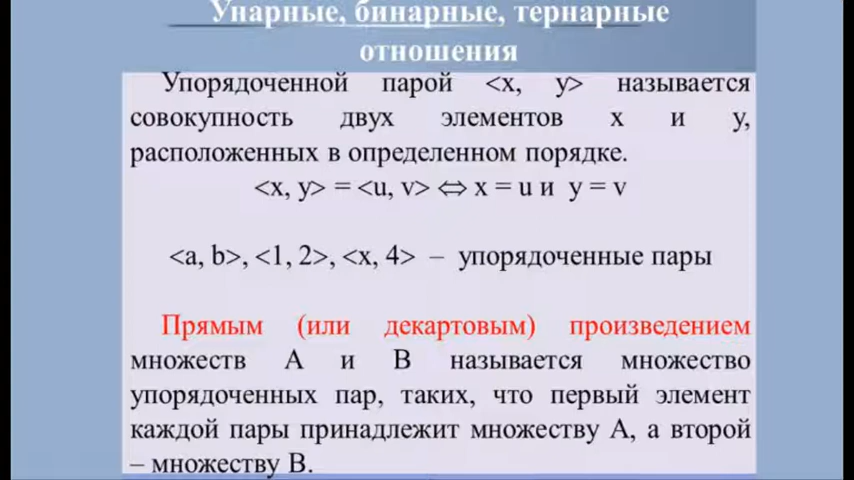 Унарные, бинарные, тернарные
отношения
Упорядоченной парой <x, y> называется
совокупность двух элементов x и y,
расположенных в определенном порядке.
<x, y> = <u, v> ⇔ x = u и y = v
<a, b>, <1, 2>, <x, 4> – упорядоченные пары
Прямым (или декартовым) произведением
множеств А и В называется множество
упорядоченных пар, таких, что первый элемент
каждой пары принадлежит множеству А, а второй
– множеству В.